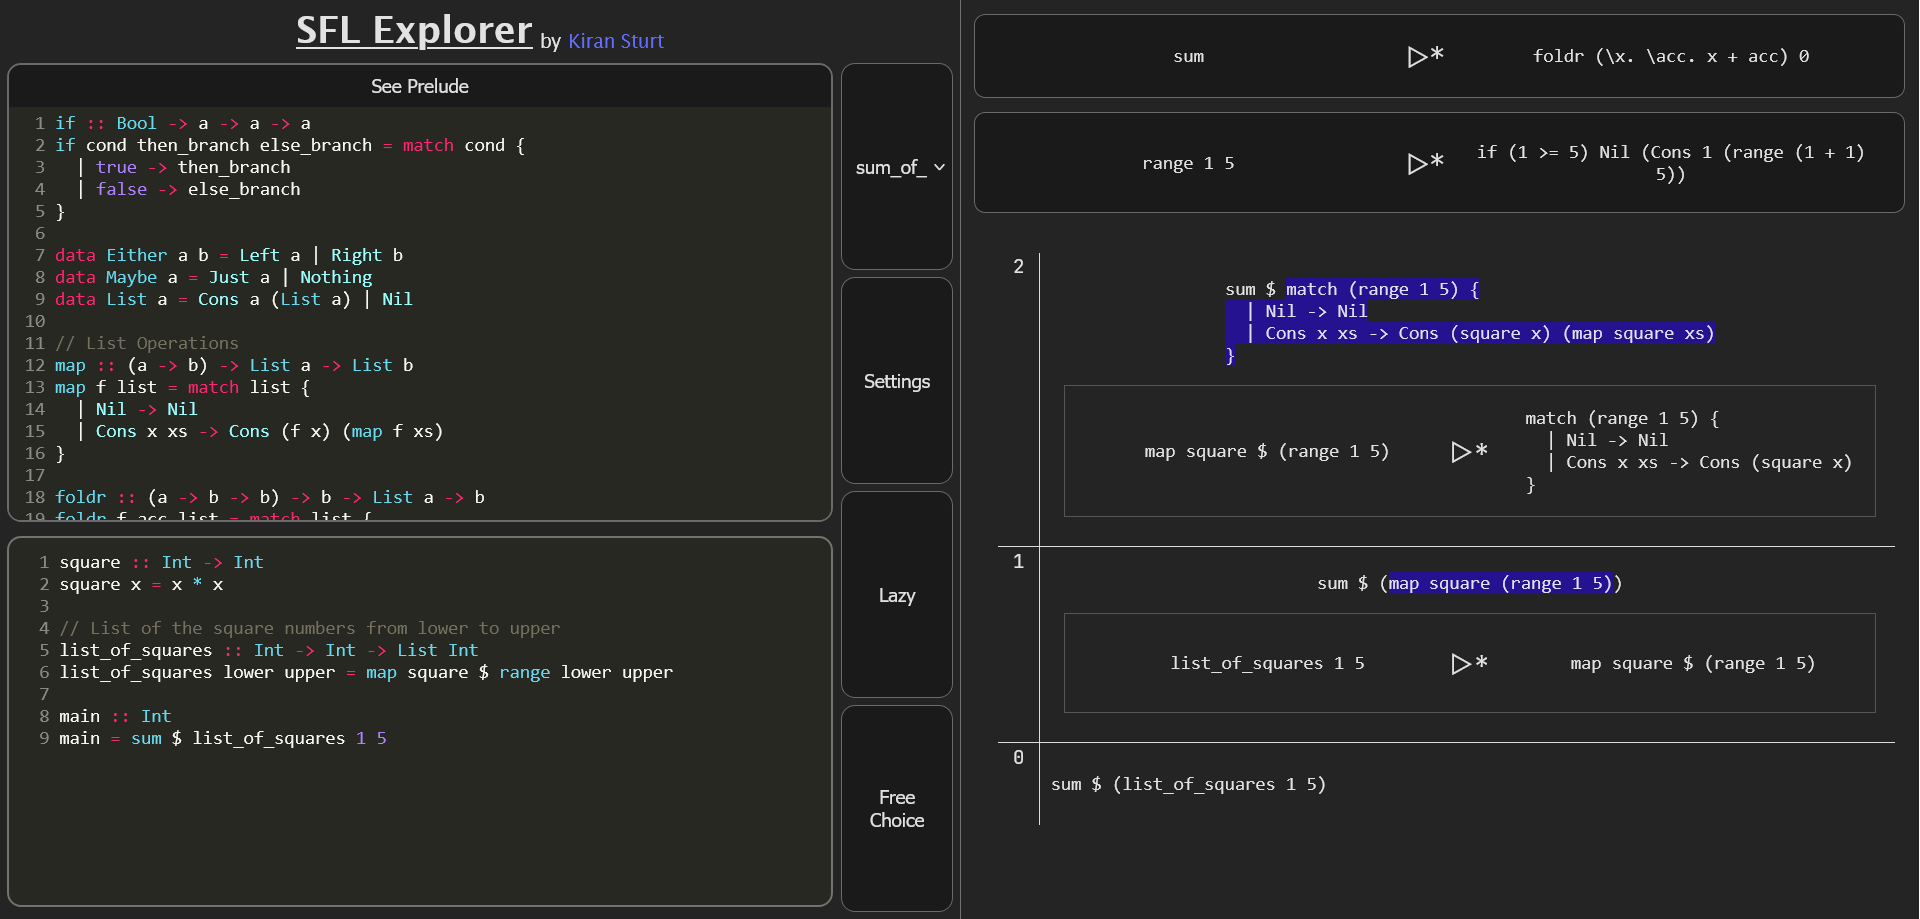 SFL Explorer by Kiran Sturt
See Prelude
1 if :: Bool -> a -> a -> a
2 if cond then_branch else_branch = match cond {
3   | true -> then_branch
4   | false -> else_branch
5 }
6
7 data Either a b = Left a | Right b
8 data Maybe a = Just a | Nothing
9 data List a = Cons a (List a) | Nil
10
11 // List Operations
12 map :: (a -> b) -> List a -> List b
13 map f list = match list {
14   | Nil -> Nil
15   | Cons x xs -> Cons (f x) (map f xs)
16 }
17
18 foldr :: (a -> b -> b) -> b -> List a -> b
19 foldr f acc list = match list {
1 square :: Int -> Int
2 square x = x * x
3
4 // List of the square numbers from lower to upper
5 list_of_squares :: Int -> Int -> List Int
6 list_of_squares lower upper = map square $ range lower upper
7
8 main :: Int
9 main = sum $ list_of_squares 1 5
sum_of_
Settings
Lazy
Free
Choice
sum ▷* foldr (\x. \acc. x + acc) 0
range 1 5 ▷* if (1 >= 5) Nil (Cons 1 (range (1 + 1)
5))
2
sum $ match (range 1 5) {
  | Nil -> Nil
  | Cons x xs -> Cons (square x) (map square xs)
}
map square $ (range 1 5) ▷* match (range 1 5) {
  | Nil -> Nil
  | Cons x xs -> Cons (square x)
}
1
sum $ (map square (range 1 5))
list_of_squares 1 5 ▷* map square $ (range 1 5)
0
sum $ (list_of_squares 1 5)